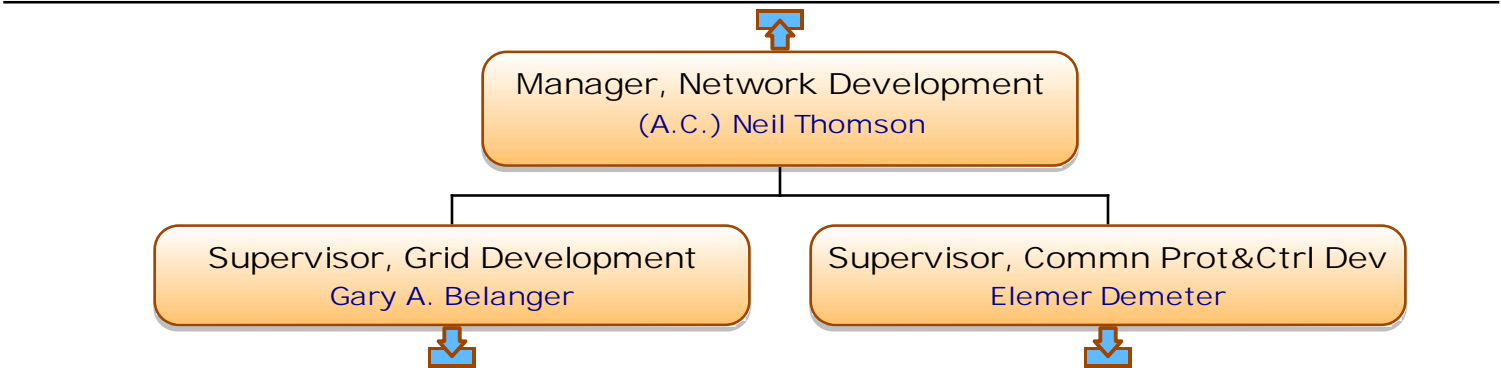 Manager, Network Development
(A.C.) Neil Thomson
Supervisor, Grid Development
Gary A. Belanger
Supervisor, Commn Prot&Ctrl Dev
Elemer Demeter